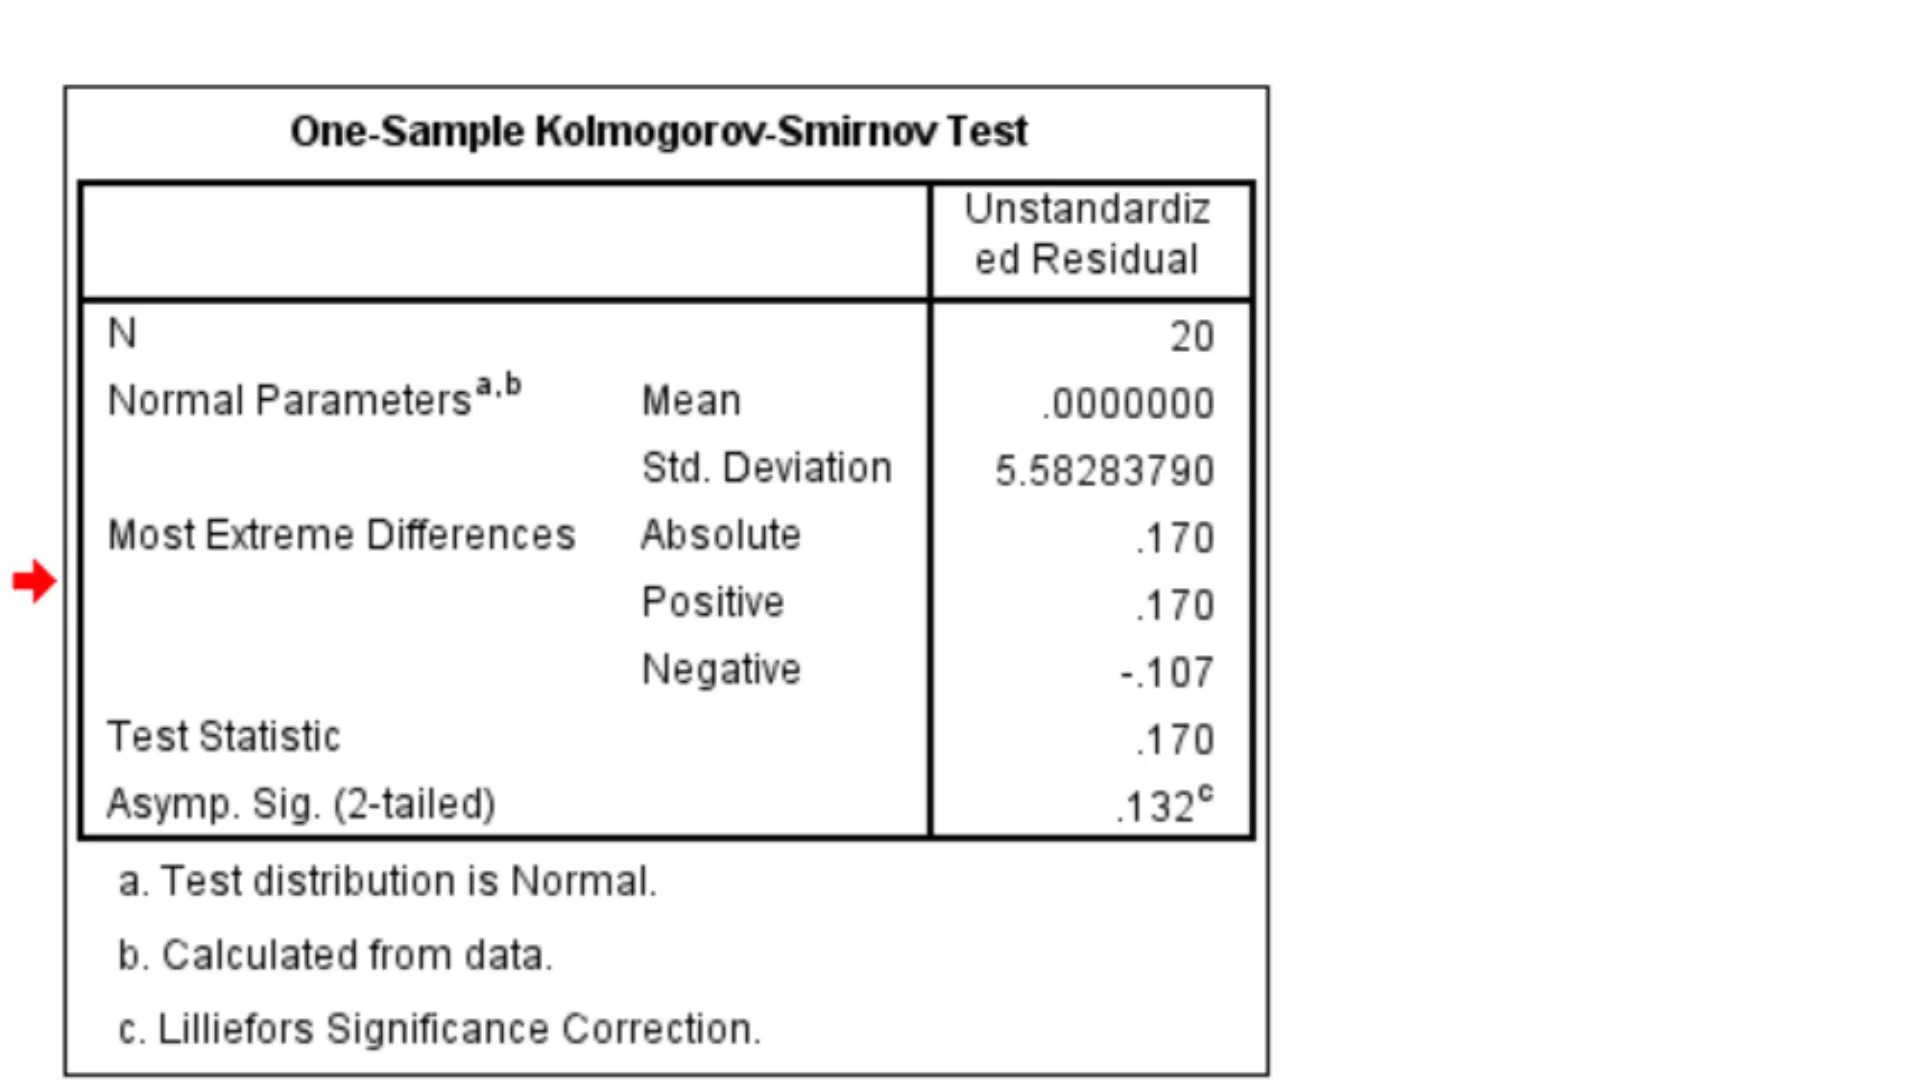 One-Sample Kolmogorov-Smirnov Test
Unstandardiz
ed Residual
N 20
Normal Parametersa,b Mean .0000000
Std. Deviation 5.58283790
Most Extreme Differences Absolute .170
Positive .170
Negative -.107
Test Statistic .170
Asymp. Sig. (2-tailed) .132c
a. Test distribution is Normal.
b. Calculated from data.
c. Lilliefors Significance Correction.